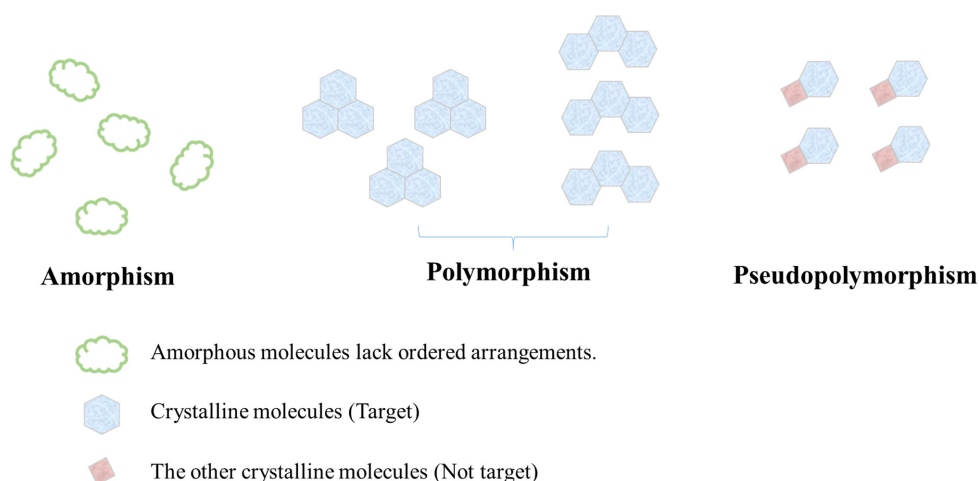 Amorphism
Polymorphism
Pseudopolymorphism
Amorphous molecules lack ordered arrangements.
Crystalline molecules (Target)
The other crystalline molecules (Not target)